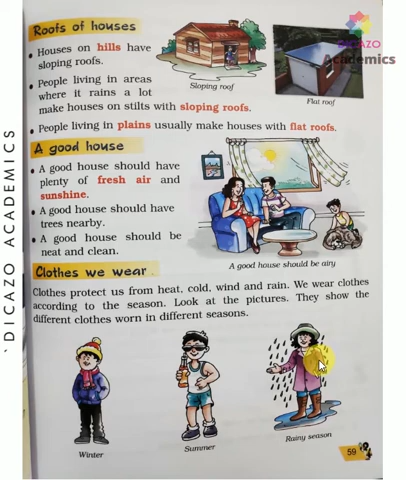 Roofs of houses
• Houses on hills have
sloping roofs.
• People living in areas
where it rains a lot
make houses on stilts with sloping roofs.
• People living in plains usually make houses with flat roofs.
Sloping roof
Flat roof
DICAZO
Academics
A good house
• A good house should have
plenty of fresh air and
sunshine.
• A good house should have
trees nearby.
• A good house should be
neat and clean.
A good house should be airy
Clothes we wear
Clothes protect us from heat, cold, wind and rain. We wear clothes
according to the season. Look at the pictures. They show the
different clothes worn in different seasons.
Winter
Summer
Rainy season
59
`DICAZO ACADEMICS